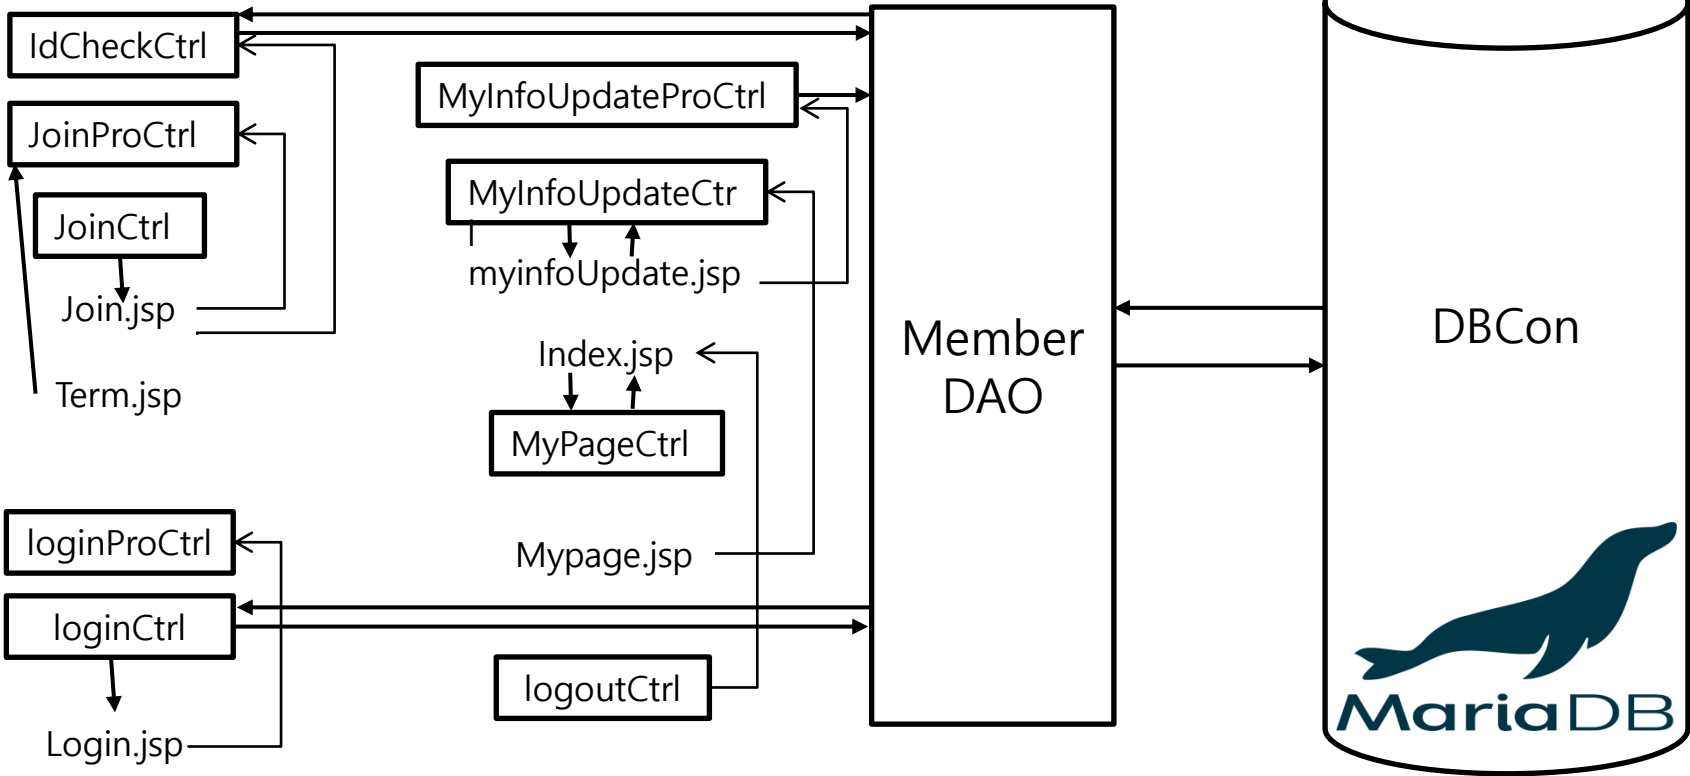 IdCheckCtrl
JoinProCtrl
JoinCtrl
Join.jsp
Term.jsp
loginProCtrl
loginCtrl
Login.jsp
MyInfoUpdateProCtrl
MyInfoUpdateCtr
l
myinfoUpdate.jsp
Index.jsp
MyPageCtrl
Mypage.jsp
logoutCtrl
Member
DAO
DBCon
MariaDB